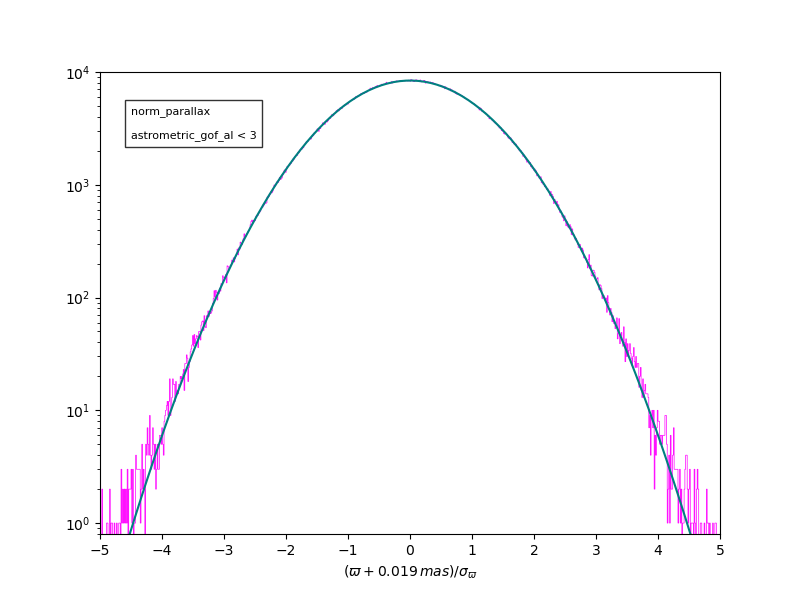 10⁴
10³
10²
10¹
10⁰
norm_parallax
astrometric_gof_al < 3
−5 −4 −3 −2 −1 0 1 2 3 4 5
(ϖ + 0.019 mas)/σ_ϖ